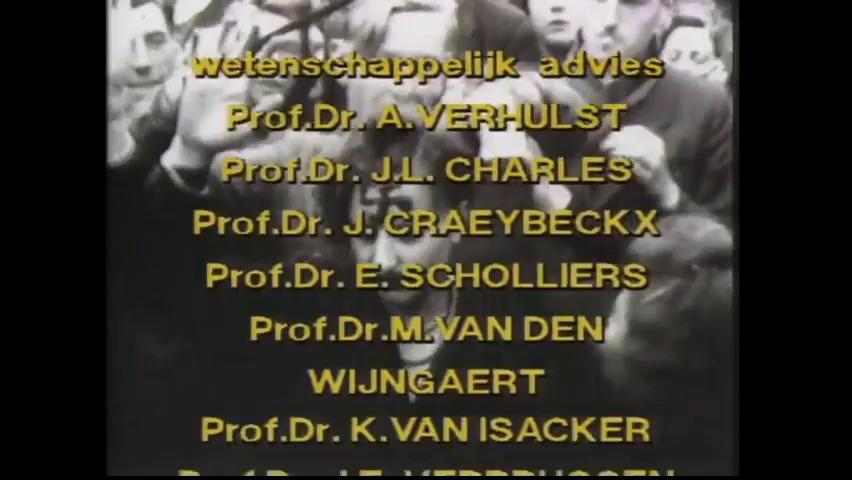 wetenschappelijk advies
Prof.Dr. A.VERHULST
Prof.Dr. J.L. CHARLES
Prof.Dr. J. CRAEYBECKX
Prof.Dr. E. SCHOLLIERS
Prof.Dr.M.VAN DEN
WIJNGAERT
Prof.Dr. K.VAN ISACKER